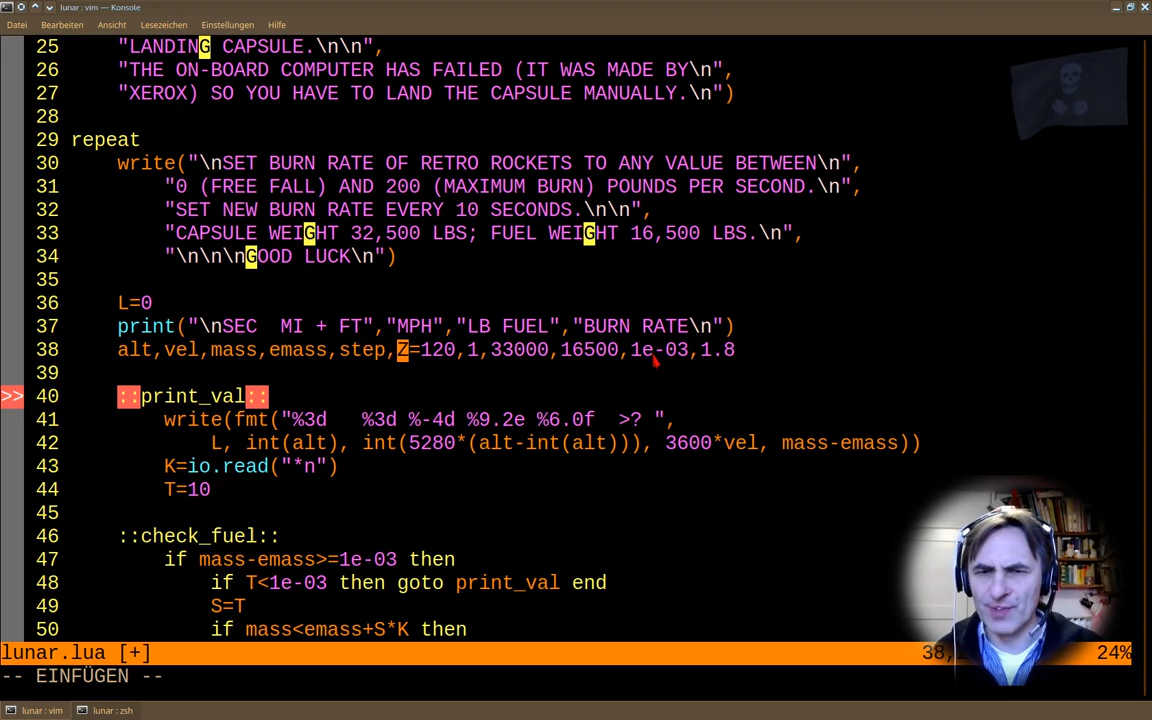 lunar : vim — Konsole
Datei Bearbeiten Ansicht Lesezeichen Einstellungen Hilfe
25 "LANDING CAPSULE.\n\n",
26 "THE ON-BOARD COMPUTER HAS FAILED (IT WAS MADE BY\n",
27 "XEROX) SO YOU HAVE TO LAND THE CAPSULE MANUALLY.\n")
28
29 repeat
30 write("\nSET BURN RATE OF RETRO ROCKETS TO ANY VALUE BETWEEN\n",
31 "0 (FREE FALL) AND 200 (MAXIMUM BURN) POUNDS PER SECOND.\n",
32 "SET NEW BURN RATE EVERY 10 SECONDS.\n\n",
33 "CAPSULE WEIGHT 32,500 LBS; FUEL WEIGHT 16,500 LBS.\n",
34 "\n\n\nGOOD LUCK\n")
35
36 L=0
37 print("\nSEC  MI + FT","MPH","LB FUEL","BURN RATE\n")
38 alt,vel,mass,emass,step,Z=120,1,33000,16500,1e-03,1.8
39
>> 40 ::print_val::
41 write(fmt("%3d   %3d %-4d %9.2e %6.0f  >? ",
42 L, int(alt), int(5280*(alt-int(alt))), 3600*vel, mass-emass))
43 K=io.read("*n")
44 T=10
45
46 ::check_fuel::
47 if mass-emass>=1e-03 then
48 if T<1e-03 then goto print_val end
49 S=T
50 if mass<emass+S*K then
lunar.lua [+] 38, 24%
-- EINFÜGEN --
lunar : vim lunar : zsh